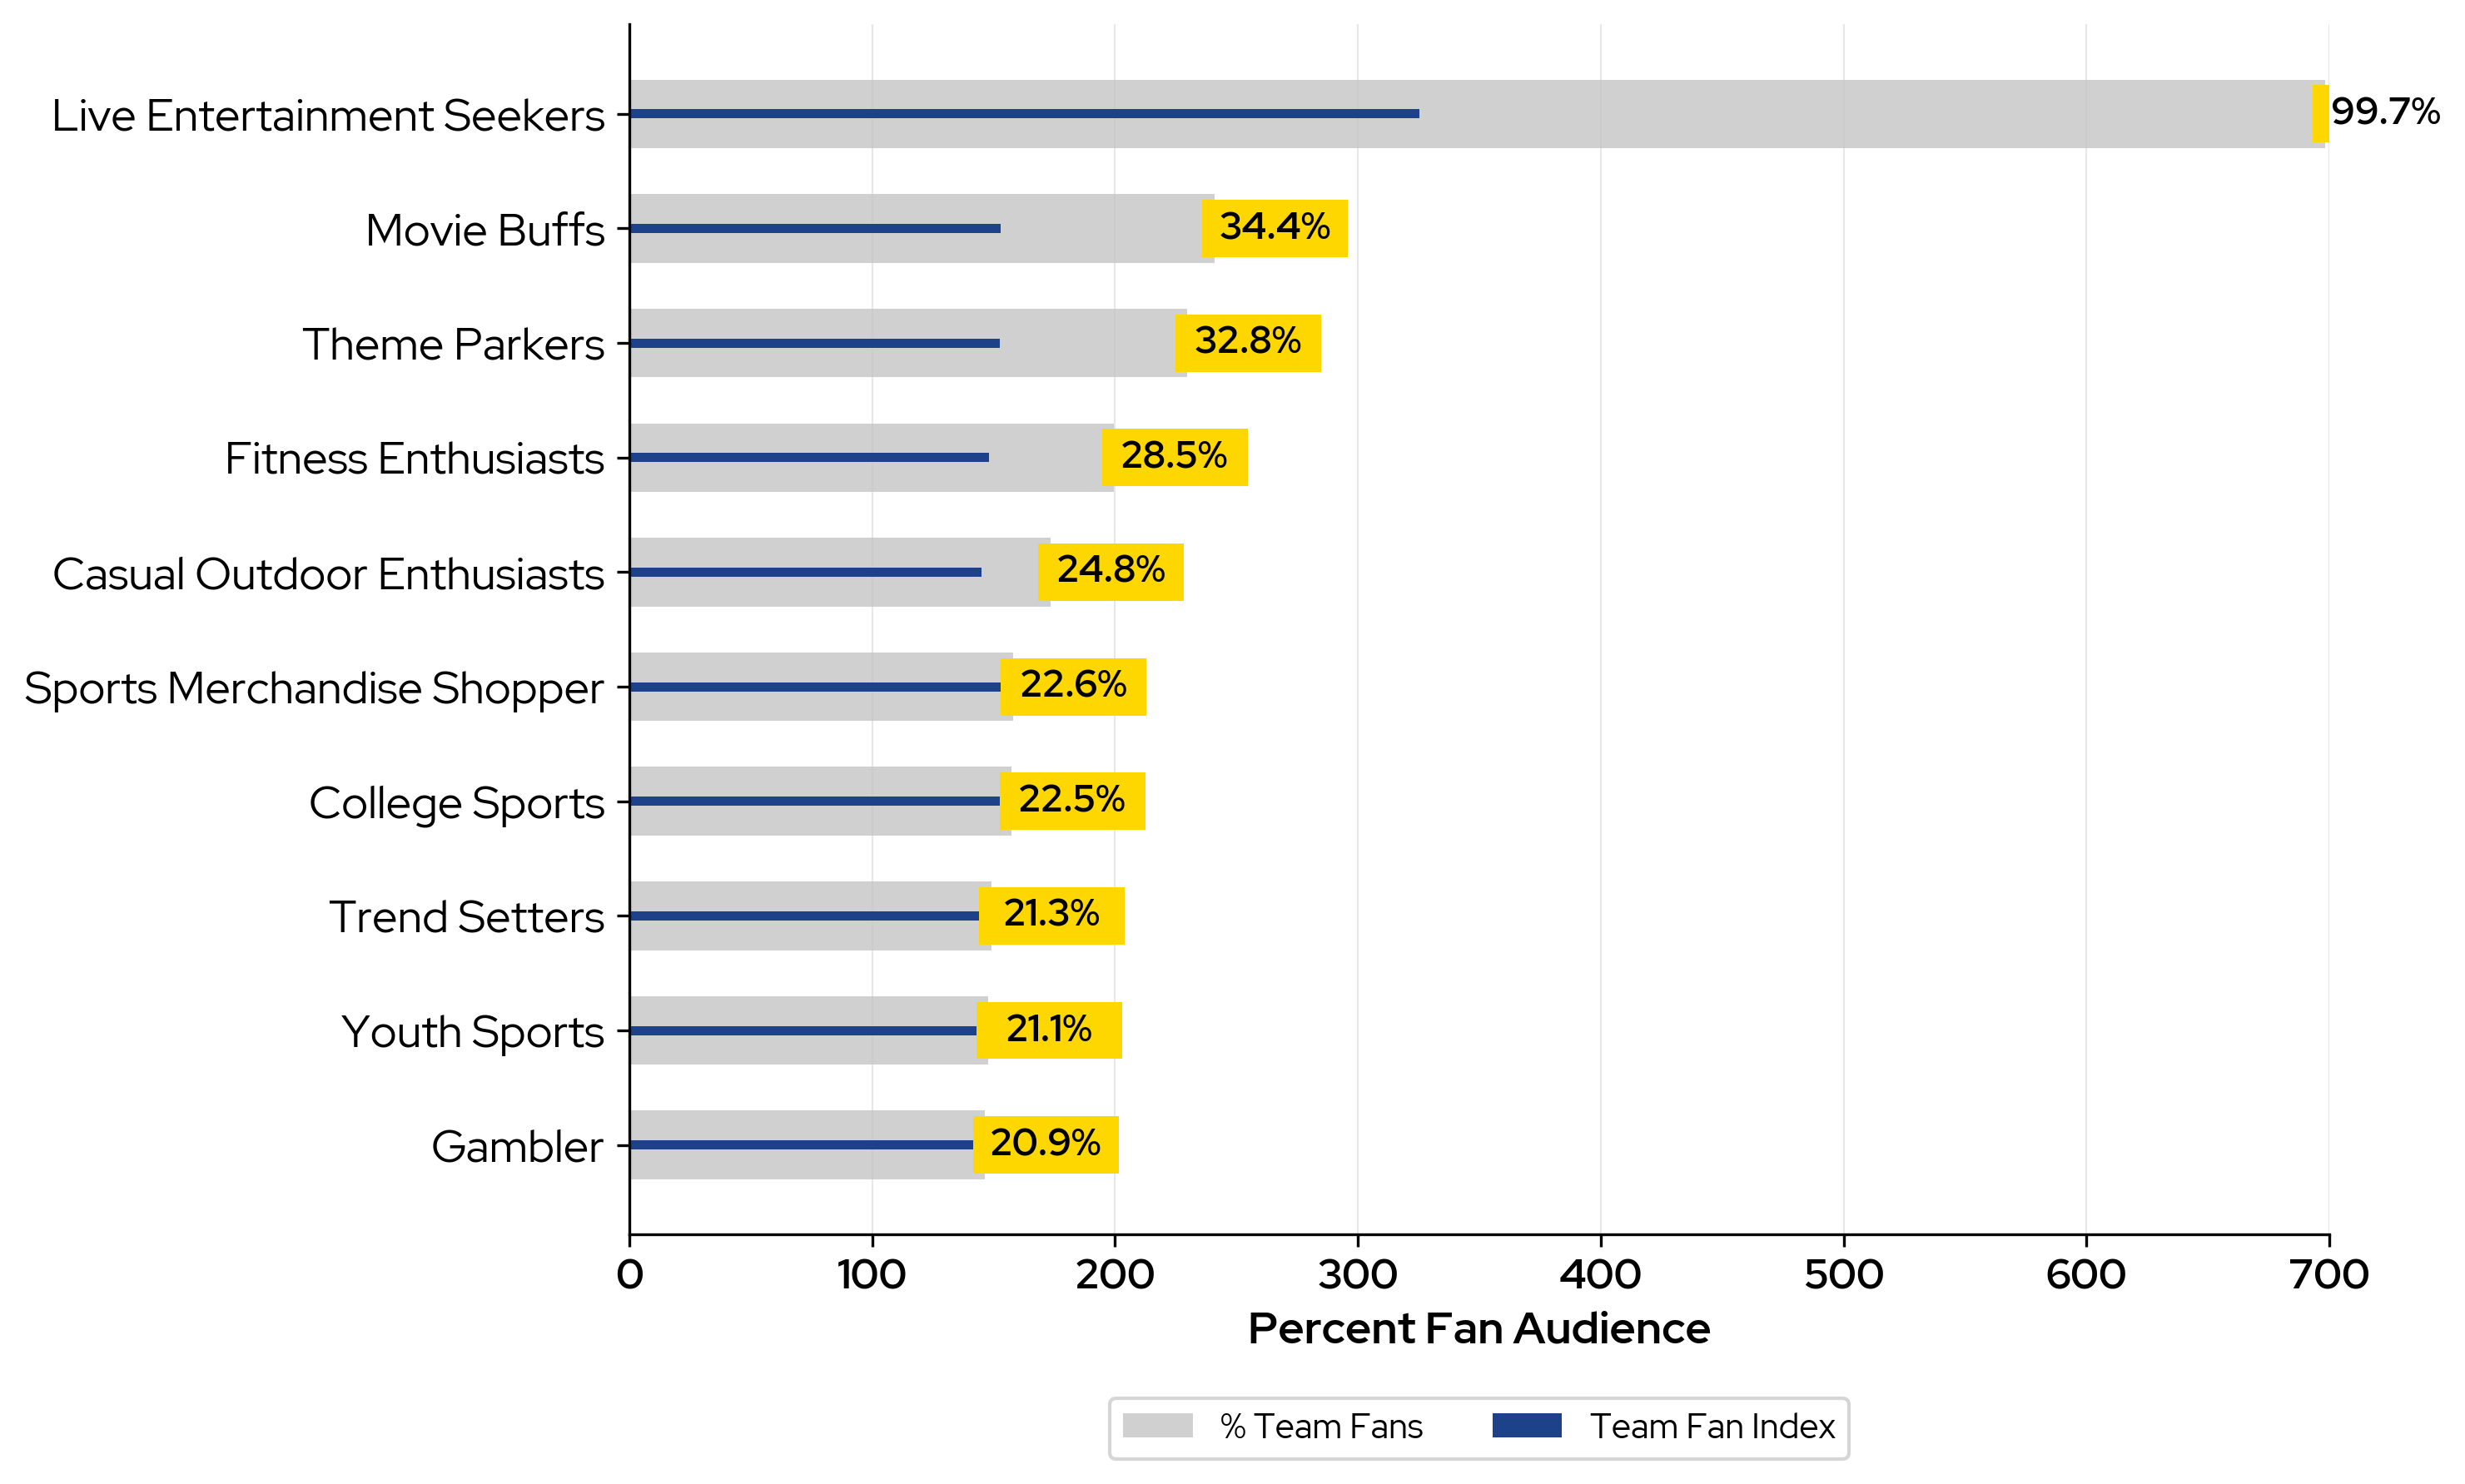 Live Entertainment Seekers
99.7%
Movie Buffs
34.4%
Theme Parkers
32.8%
Fitness Enthusiasts
28.5%
Casual Outdoor Enthusiasts
24.8%
Sports Merchandise Shopper
22.6%
College Sports
22.5%
Trend Setters
21.3%
Youth Sports
21.1%
Gambler
20.9%
0 100 200 300 400 500 600 700
Percent Fan Audience
% Team Fans
Team Fan Index